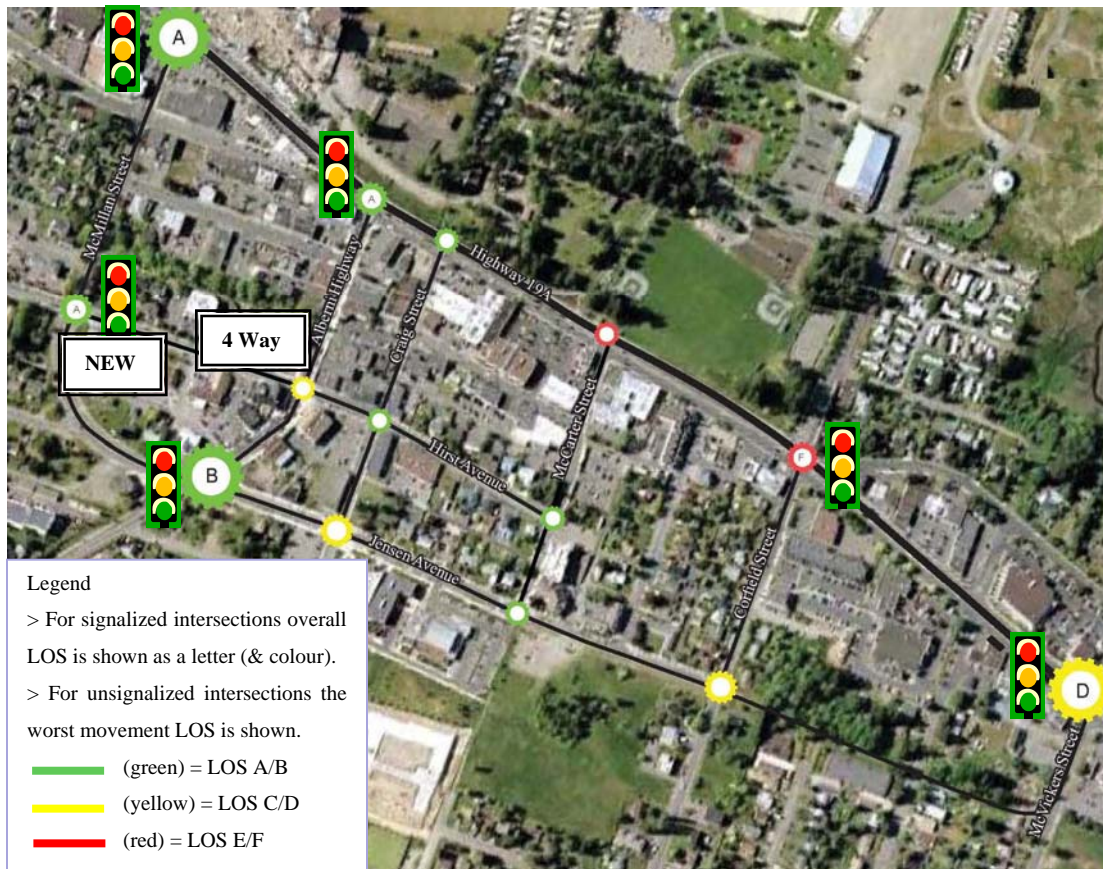 A
McMillan Street
A
Alberni Highway
Craig Street
Highway 19A
A
NEW
4 Way
Hirst Avenue
McCarter Street
F
B
Jensen Avenue
Corfield Street
D
McVickers Street
Legend
> For signalized intersections overall
LOS is shown as a letter (& colour).
> For unsignalized intersections the
worst movement LOS is shown.
(green) = LOS A/B
(yellow) = LOS C/D
(red) = LOS E/F